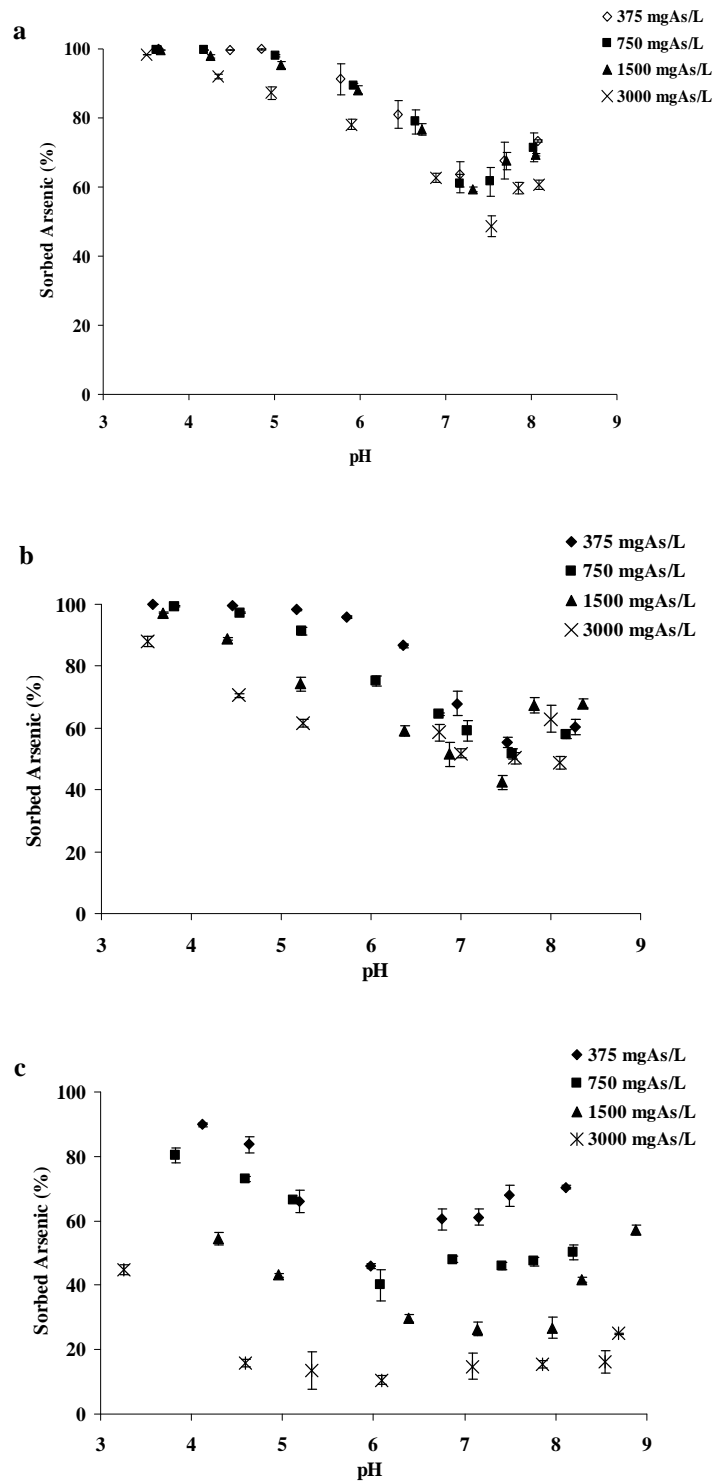 a
375 mgAs/L
750 mgAs/L
1500 mgAs/L
3000 mgAs/L
Sorbed Arsenic (%)
100
80
60
40
20
0
3 4 5 6 7 8 9
pH
b
375 mgAs/L
750 mgAs/L
1500 mgAs/L
3000 mgAs/L
Sorbed Arsenic (%)
100
80
60
40
20
0
3 4 5 6 7 8 9
pH
c
375 mgAs/L
750 mgAs/L
1500 mgAs/L
3000 mgAs/L
Sorbed Arsenic (%)
100
80
60
40
20
0
3 4 5 6 7 8 9
pH